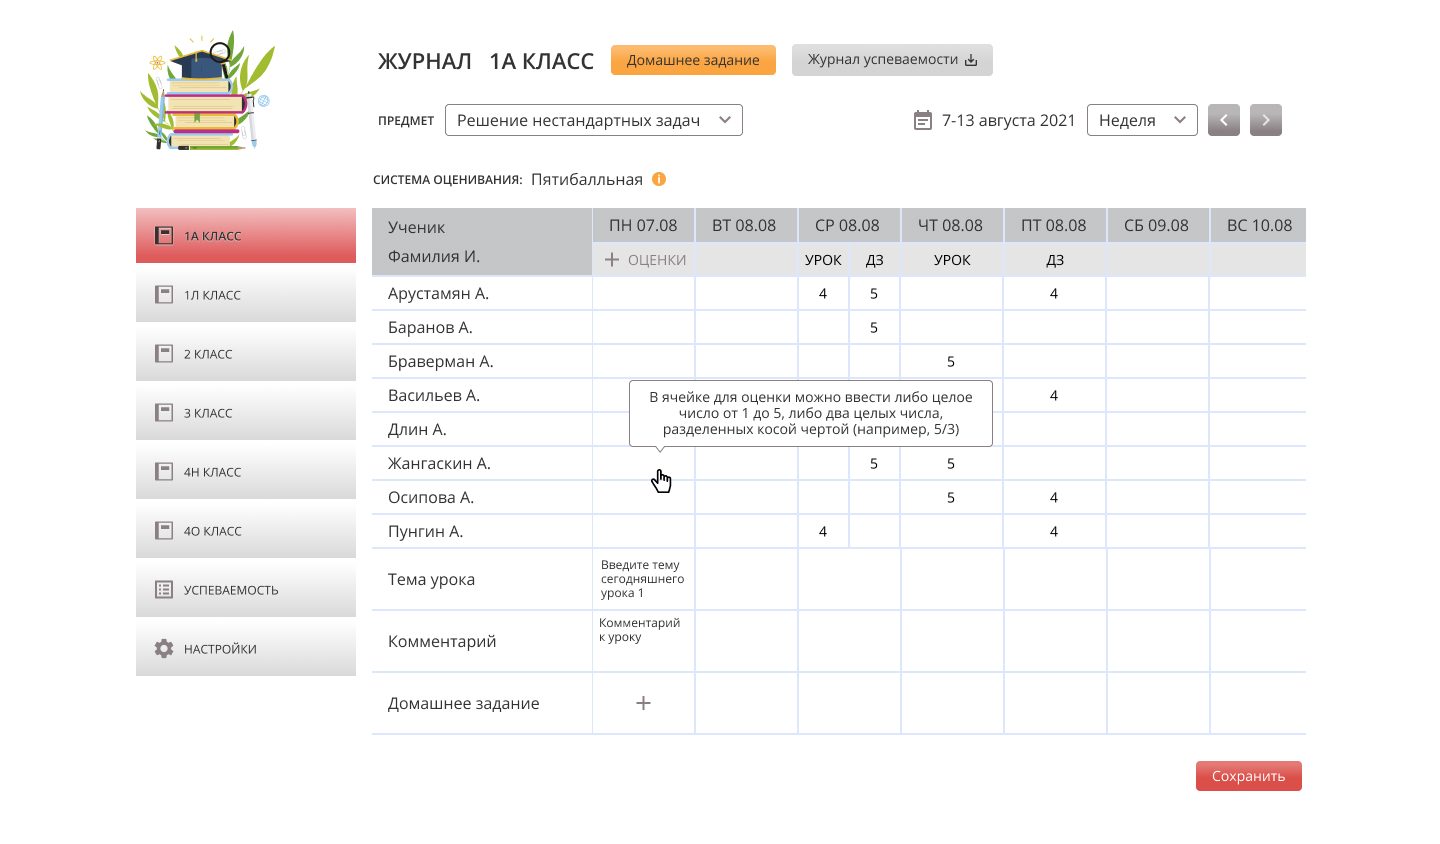 ЖУРНАЛ 1А КЛАСС Домашнее задание Журнал успеваемости
ПРЕДМЕТ Решение нестандартных задач 7-13 августа 2021 Неделя
СИСТЕМА ОЦЕНИВАНИЯ: Пятибалльная
1А КЛАСС
1Л КЛАСС
2 КЛАСС
3 КЛАСС
4Н КЛАСС
4О КЛАСС
УСПЕВАЕМОСТЬ
НАСТРОЙКИ
Ученик ПН 07.08 ВТ 08.08 СР 08.08 ЧТ 08.08 ПТ 08.08 СБ 09.08 ВС 10.08
Фамилия И. + ОЦЕНКИ УРОК ДЗ УРОК ДЗ
Арустамян А. 4 5 4
Баранов А. 5
Браверман А. 5
Васильев А. 4
В ячейке для оценки можно ввести либо целое
число от 1 до 5, либо два целых числа,
разделенных косой чертой (например, 5/3)
Длин А.
Жангаскин А. 5 5
Осипова А. 5 4
Пунгин А. 4 4
Тема урока
Введите тему
сегодняшнего
урока 1
Комментарий
Комментарий
к уроку
Домашнее задание +
Сохранить